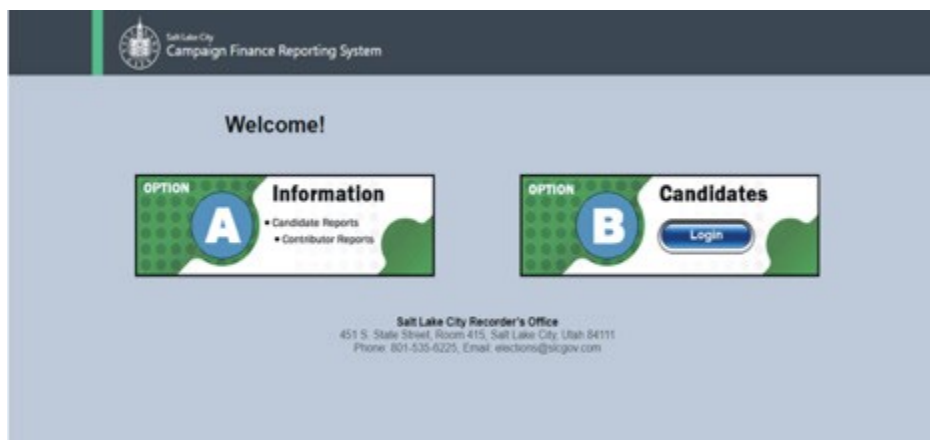 Salt Lake City
Campaign Finance Reporting System
Welcome!
OPTION
A
Information
• Candidate Reports
• Contributor Reports
OPTION
B
Candidates
Login
Salt Lake City Recorder's Office
451 S. State Street, Room 415, Salt Lake City, Utah 84111
Phone: 801-535-6225, Email: elections@slcgov.com